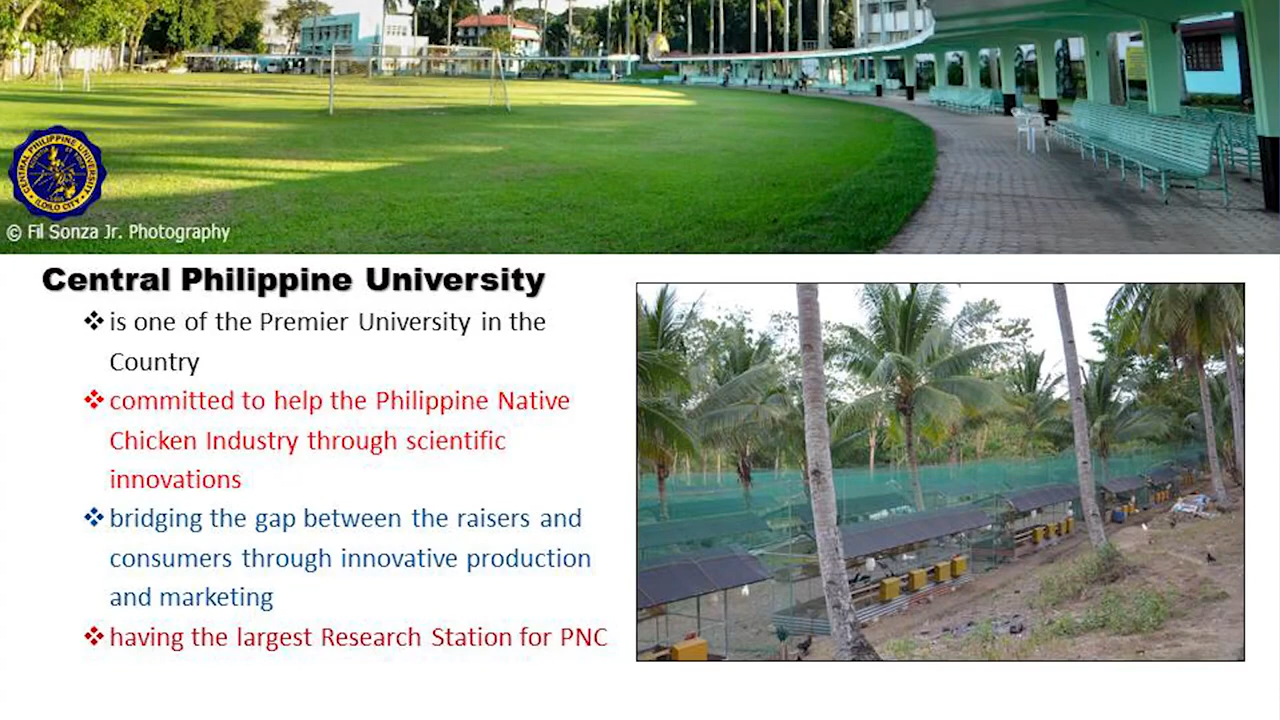 CENTRAL PHILIPPINE UNIVERSITY
ILOILO CITY
© Fil Sonza Jr. Photography
Central Philippine University
❖ is one of the Premier University in the
Country
❖ committed to help the Philippine Native
Chicken Industry through scientific
innovations
❖ bridging the gap between the raisers and
consumers through innovative production
and marketing
❖ having the largest Research Station for PNC